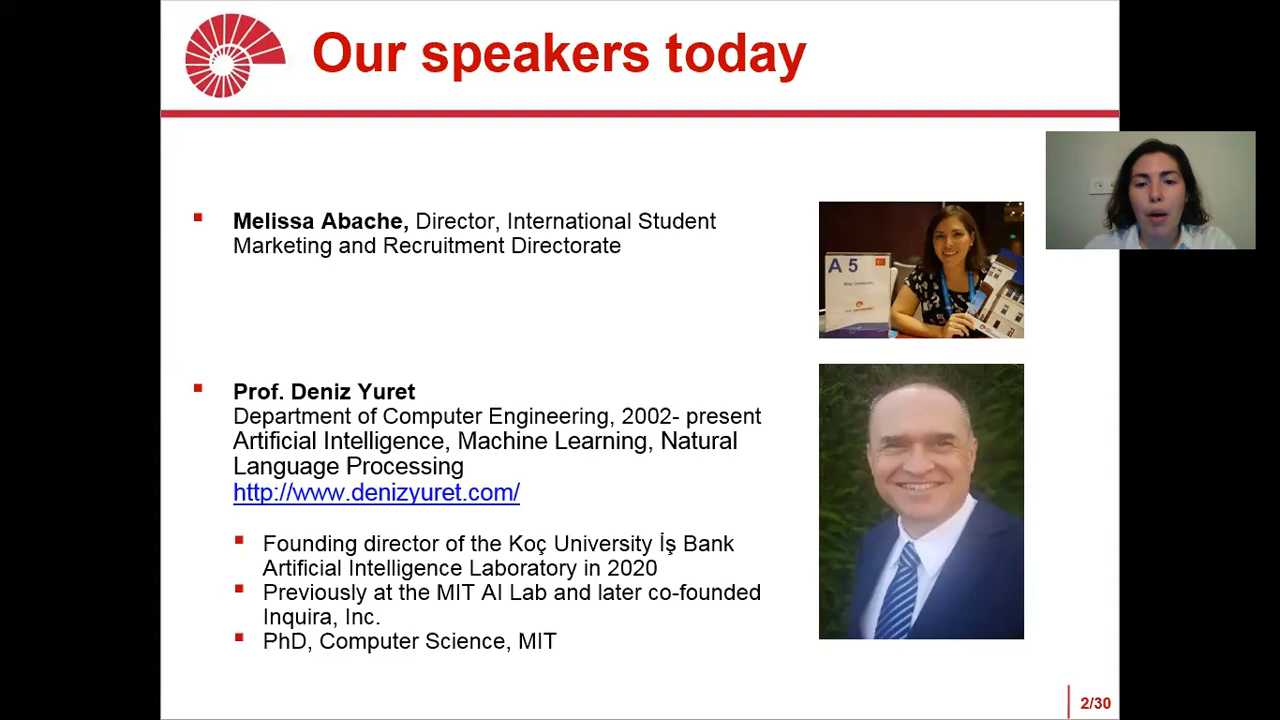 Our speakers today
Melissa Abache, Director, International Student
Marketing and Recruitment Directorate
A 5
Prof. Deniz Yuret
Department of Computer Engineering, 2002- present
Artificial Intelligence, Machine Learning, Natural
Language Processing
http://www.denizyuret.com/
Founding director of the Koç University İş Bank
Artificial Intelligence Laboratory in 2020
Previously at the MIT AI Lab and later co-founded
Inquira, Inc.
PhD, Computer Science, MIT
2/30